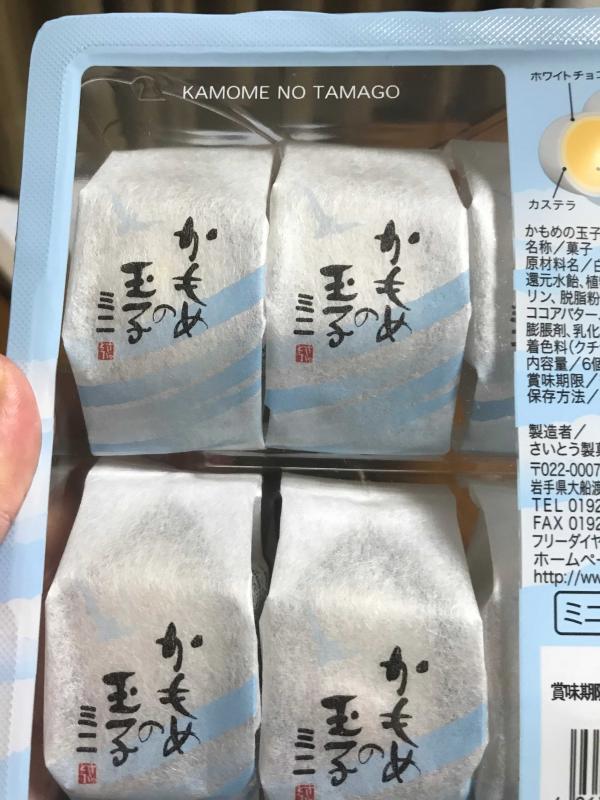 KAMOME NO TAMAGO
かもめ
の
玉子
ミニ
かもめ
の
玉子
ミニ
かもめ
の
玉子
ミニ
かもめ
の
玉子
ミニ
ホワイトチョコ
カステラ
かもめの玉子
名称/菓子
原材料名/白
還元水飴、植
リン、脱脂粉
ココアバター、
膨脹剤、乳化
着色料(クチ
内容量/6個
賞味期限/
保存方法/
製造者/
さいとう製菓
〒022-0007
岩手県大船渡
TEL 0192
FAX 0192
フリーダイヤ
ホームペー
http://ww
ミニ
賞味期限